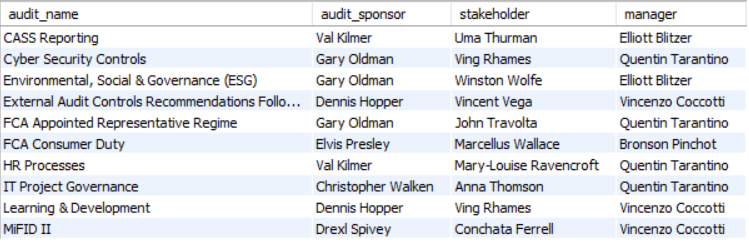 audit_name audit_sponsor stakeholder manager
CASS Reporting Val Kilmer Uma Thurman Elliott Blitzer
Cyber Security Controls Gary Oldman Ving Rhames Quentin Tarantino
Environmental, Social & Governance (ESG) Gary Oldman Winston Wolfe Elliott Blitzer
External Audit Controls Recommendations Follo... Dennis Hopper Vincent Vega Vincenzo Coccotti
FCA Appointed Representative Regime Gary Oldman John Travolta Quentin Tarantino
FCA Consumer Duty Elvis Presley Marcellus Wallace Bronson Pinchot
HR Processes Val Kilmer Mary-Louise Ravencroft Quentin Tarantino
IT Project Governance Christopher Walken Anna Thomson Quentin Tarantino
Learning & Development Dennis Hopper Ving Rhames Vincenzo Coccotti
MiFID II Drexl Spivey Conchata Ferrell Vincenzo Coccotti